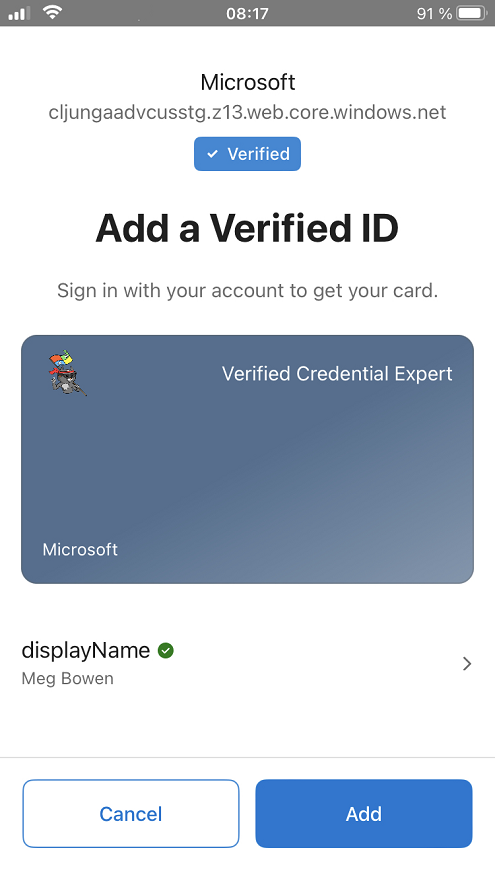 08:17
91 %
Microsoft
cljungaadvcusstg.z13.web.core.windows.net
Verified
Add a Verified ID
Sign in with your account to get your card.
Verified Credential Expert
Microsoft
displayName
Meg Bowen
Cancel
Add